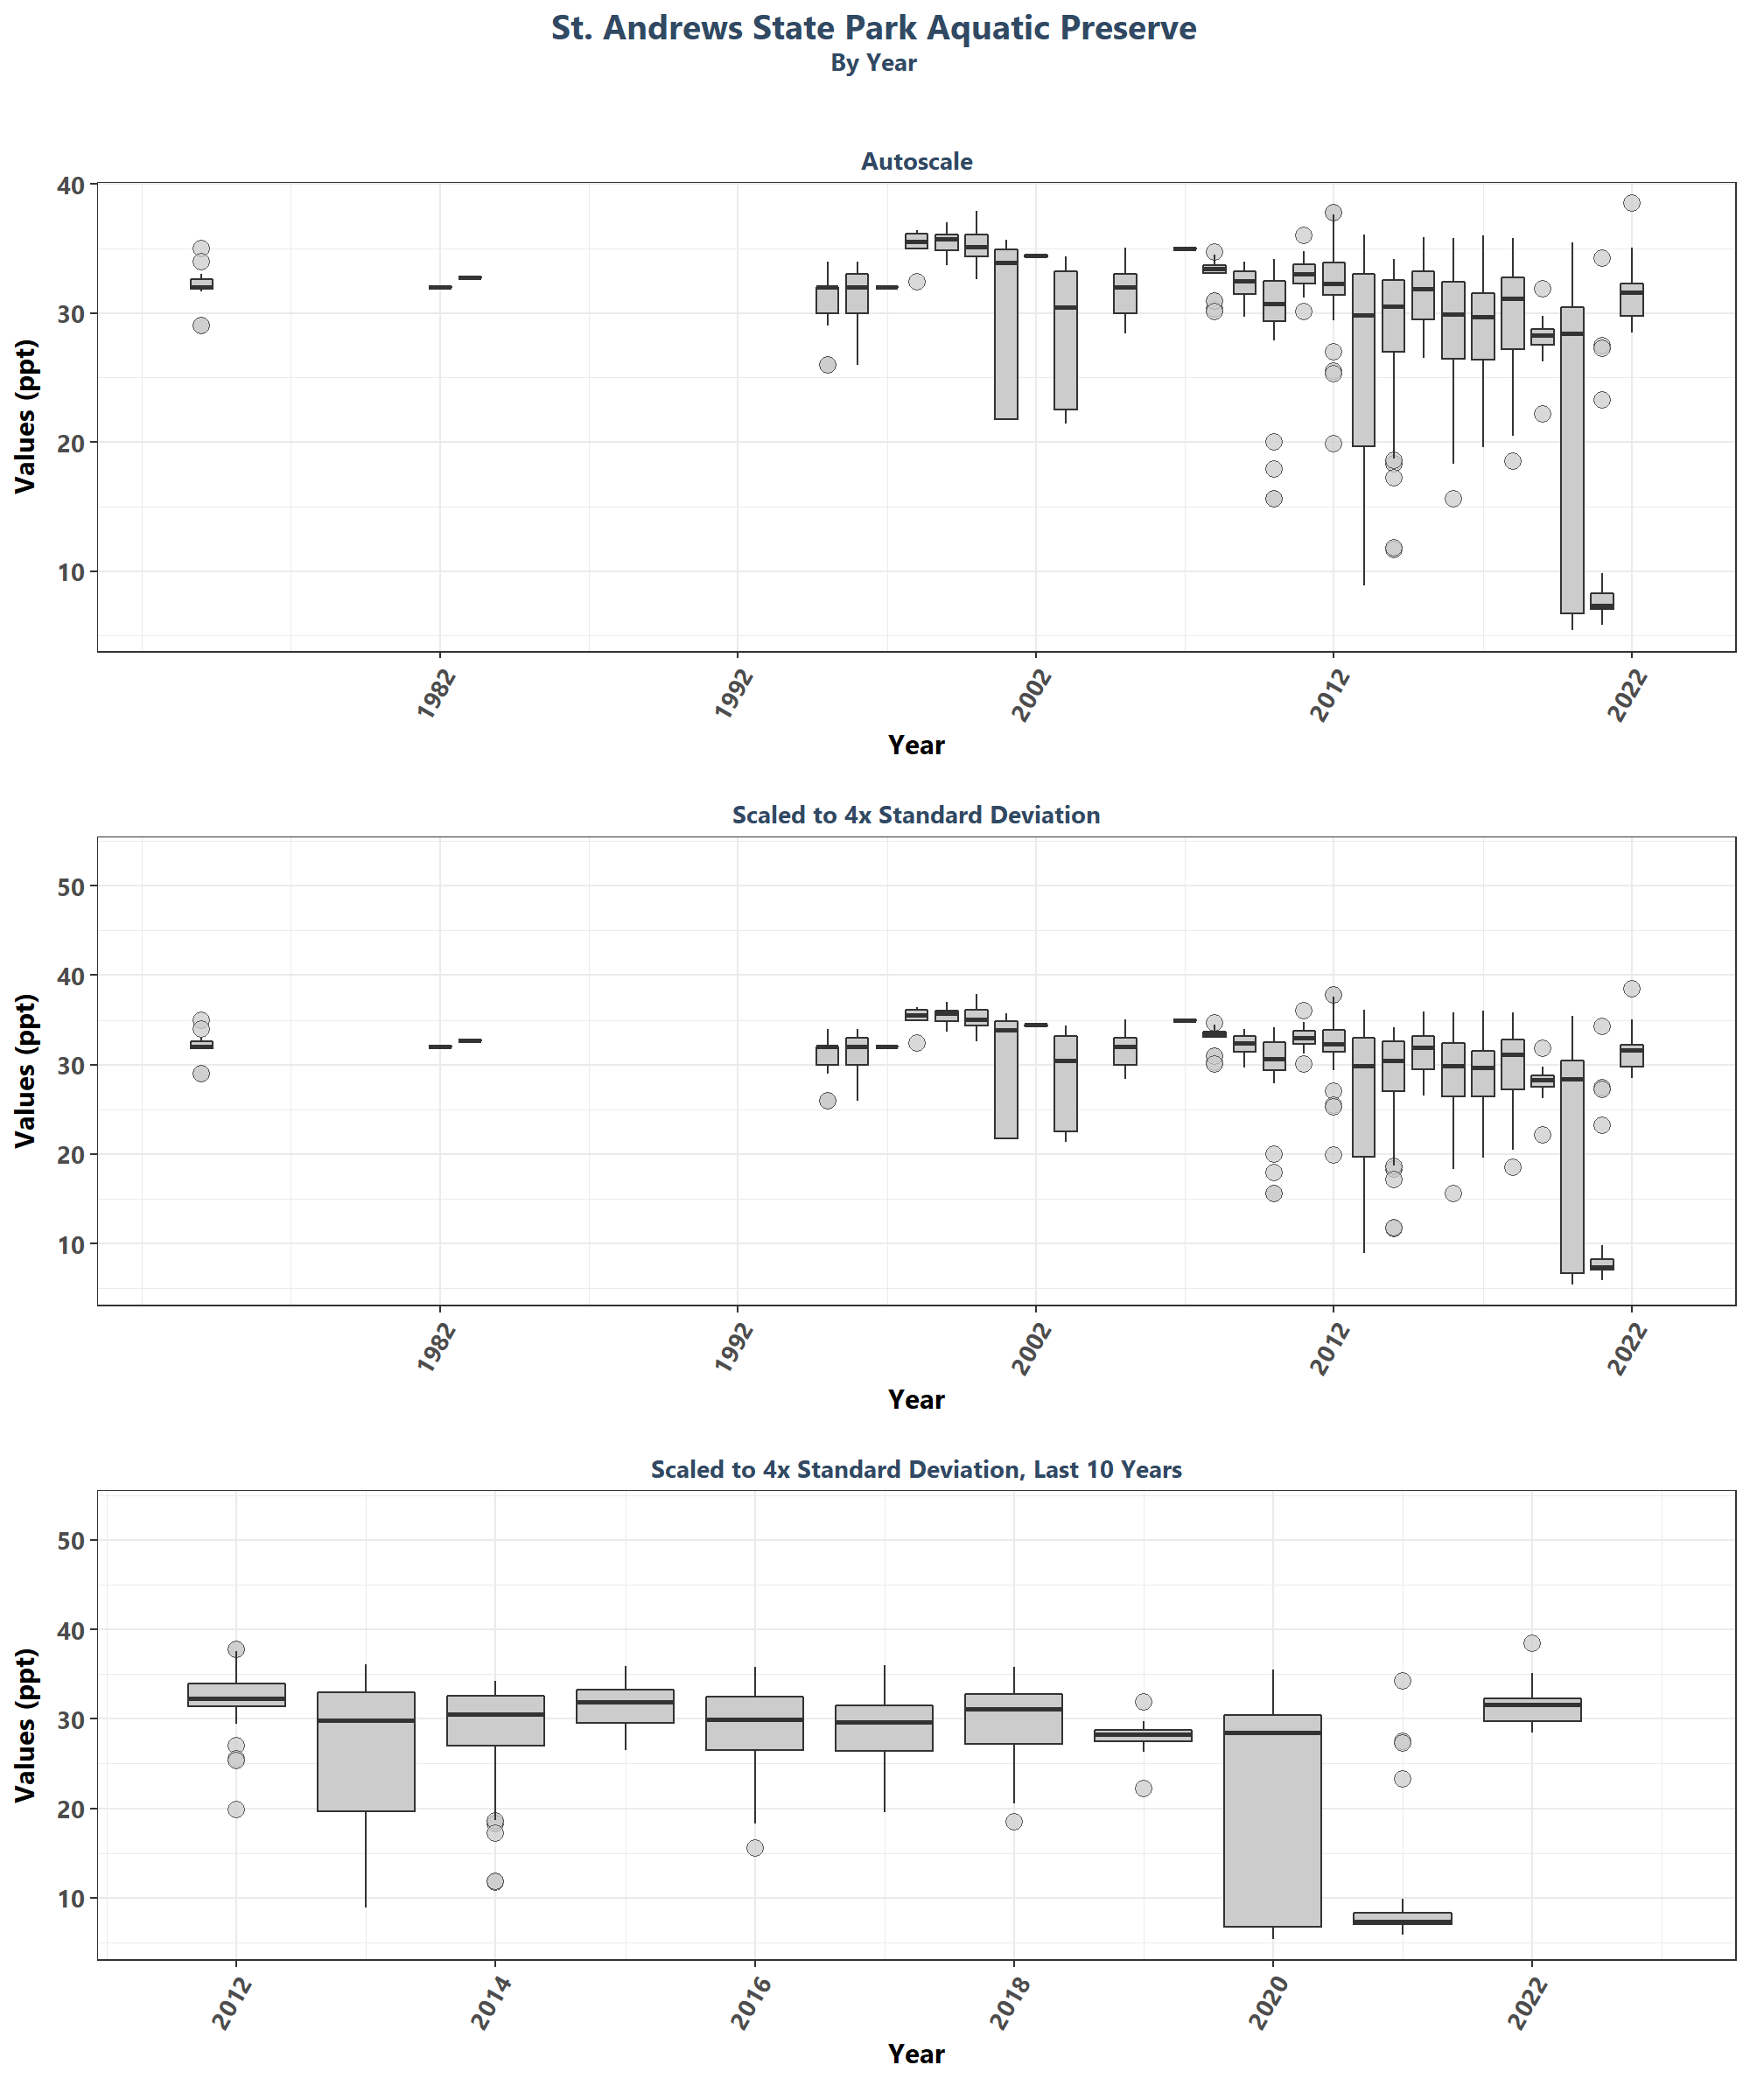 St. Andrews State Park Aquatic Preserve
By Year
Autoscale
Values (ppt)
40
30
20
10
1982
1992
2002
2012
2022
Year
Scaled to 4x Standard Deviation
Values (ppt)
50
40
30
20
10
1982
1992
2002
2012
2022
Year
Scaled to 4x Standard Deviation, Last 10 Years
Values (ppt)
50
40
30
20
10
2012
2014
2016
2018
2020
2022
Year